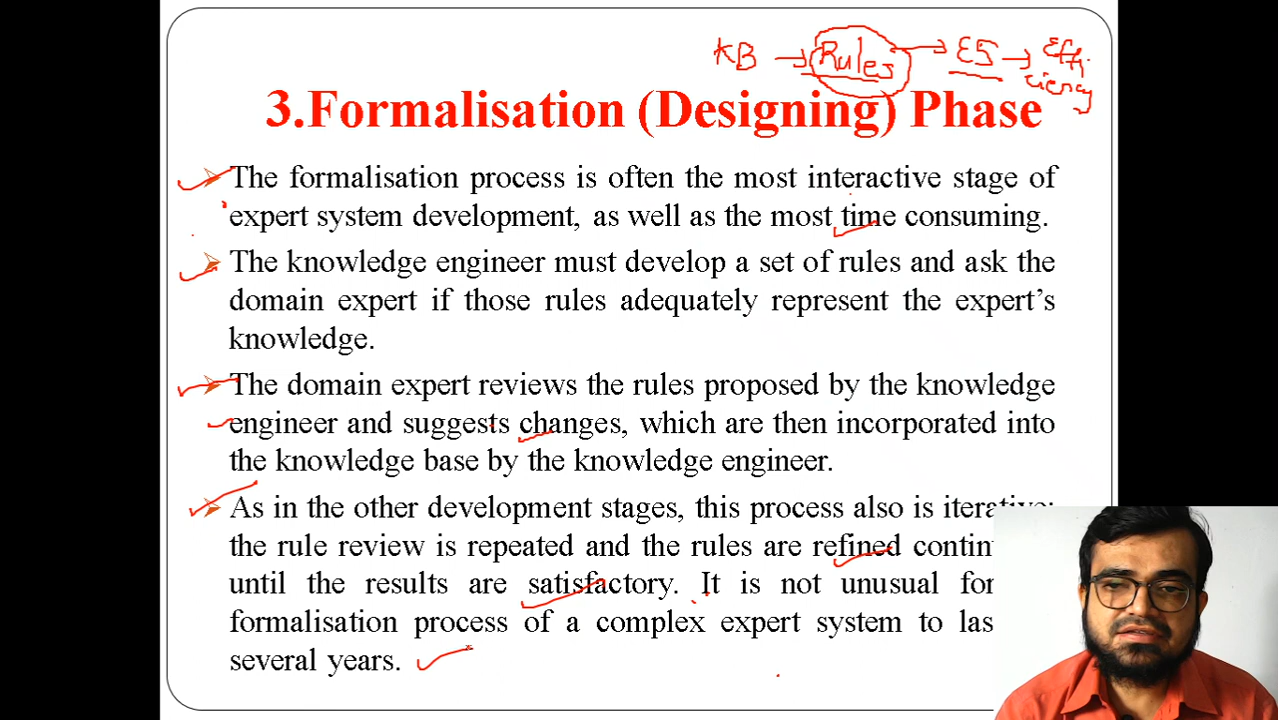 KB → Rules → ES → Effi
ciency
3.Formalisation (Designing) Phase
The formalisation process is often the most interactive stage of
expert system development, as well as the most time consuming.
The knowledge engineer must develop a set of rules and ask the
domain expert if those rules adequately represent the expert’s
knowledge.
The domain expert reviews the rules proposed by the knowledge
engineer and suggests changes, which are then incorporated into
the knowledge base by the knowledge engineer.
As in the other development stages, this process also is iterative:
the rule review is repeated and the rules are refined contin
until the results are satisfactory. It is not unusual for
formalisation process of a complex expert system to las
several years.